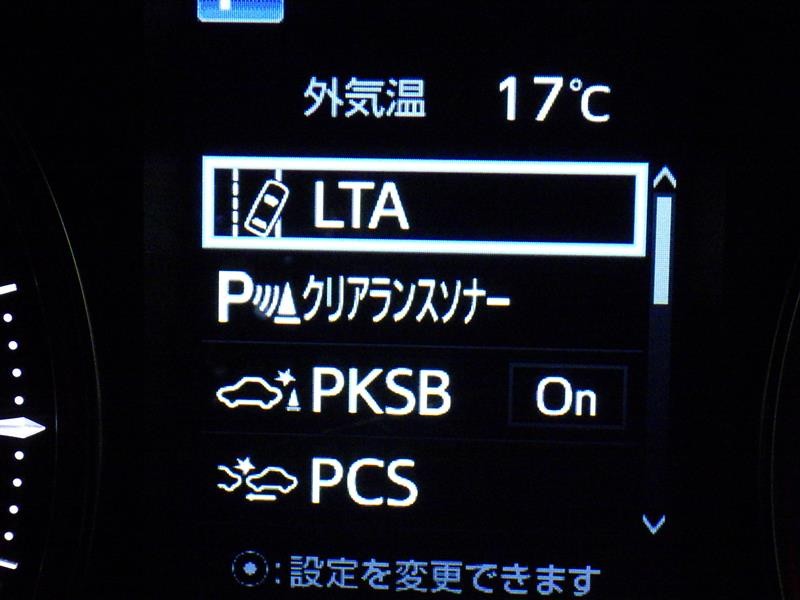 外気温 17℃
LTA
Pクリアランスソナー
PKSB On
PCS
:設定を変更できます